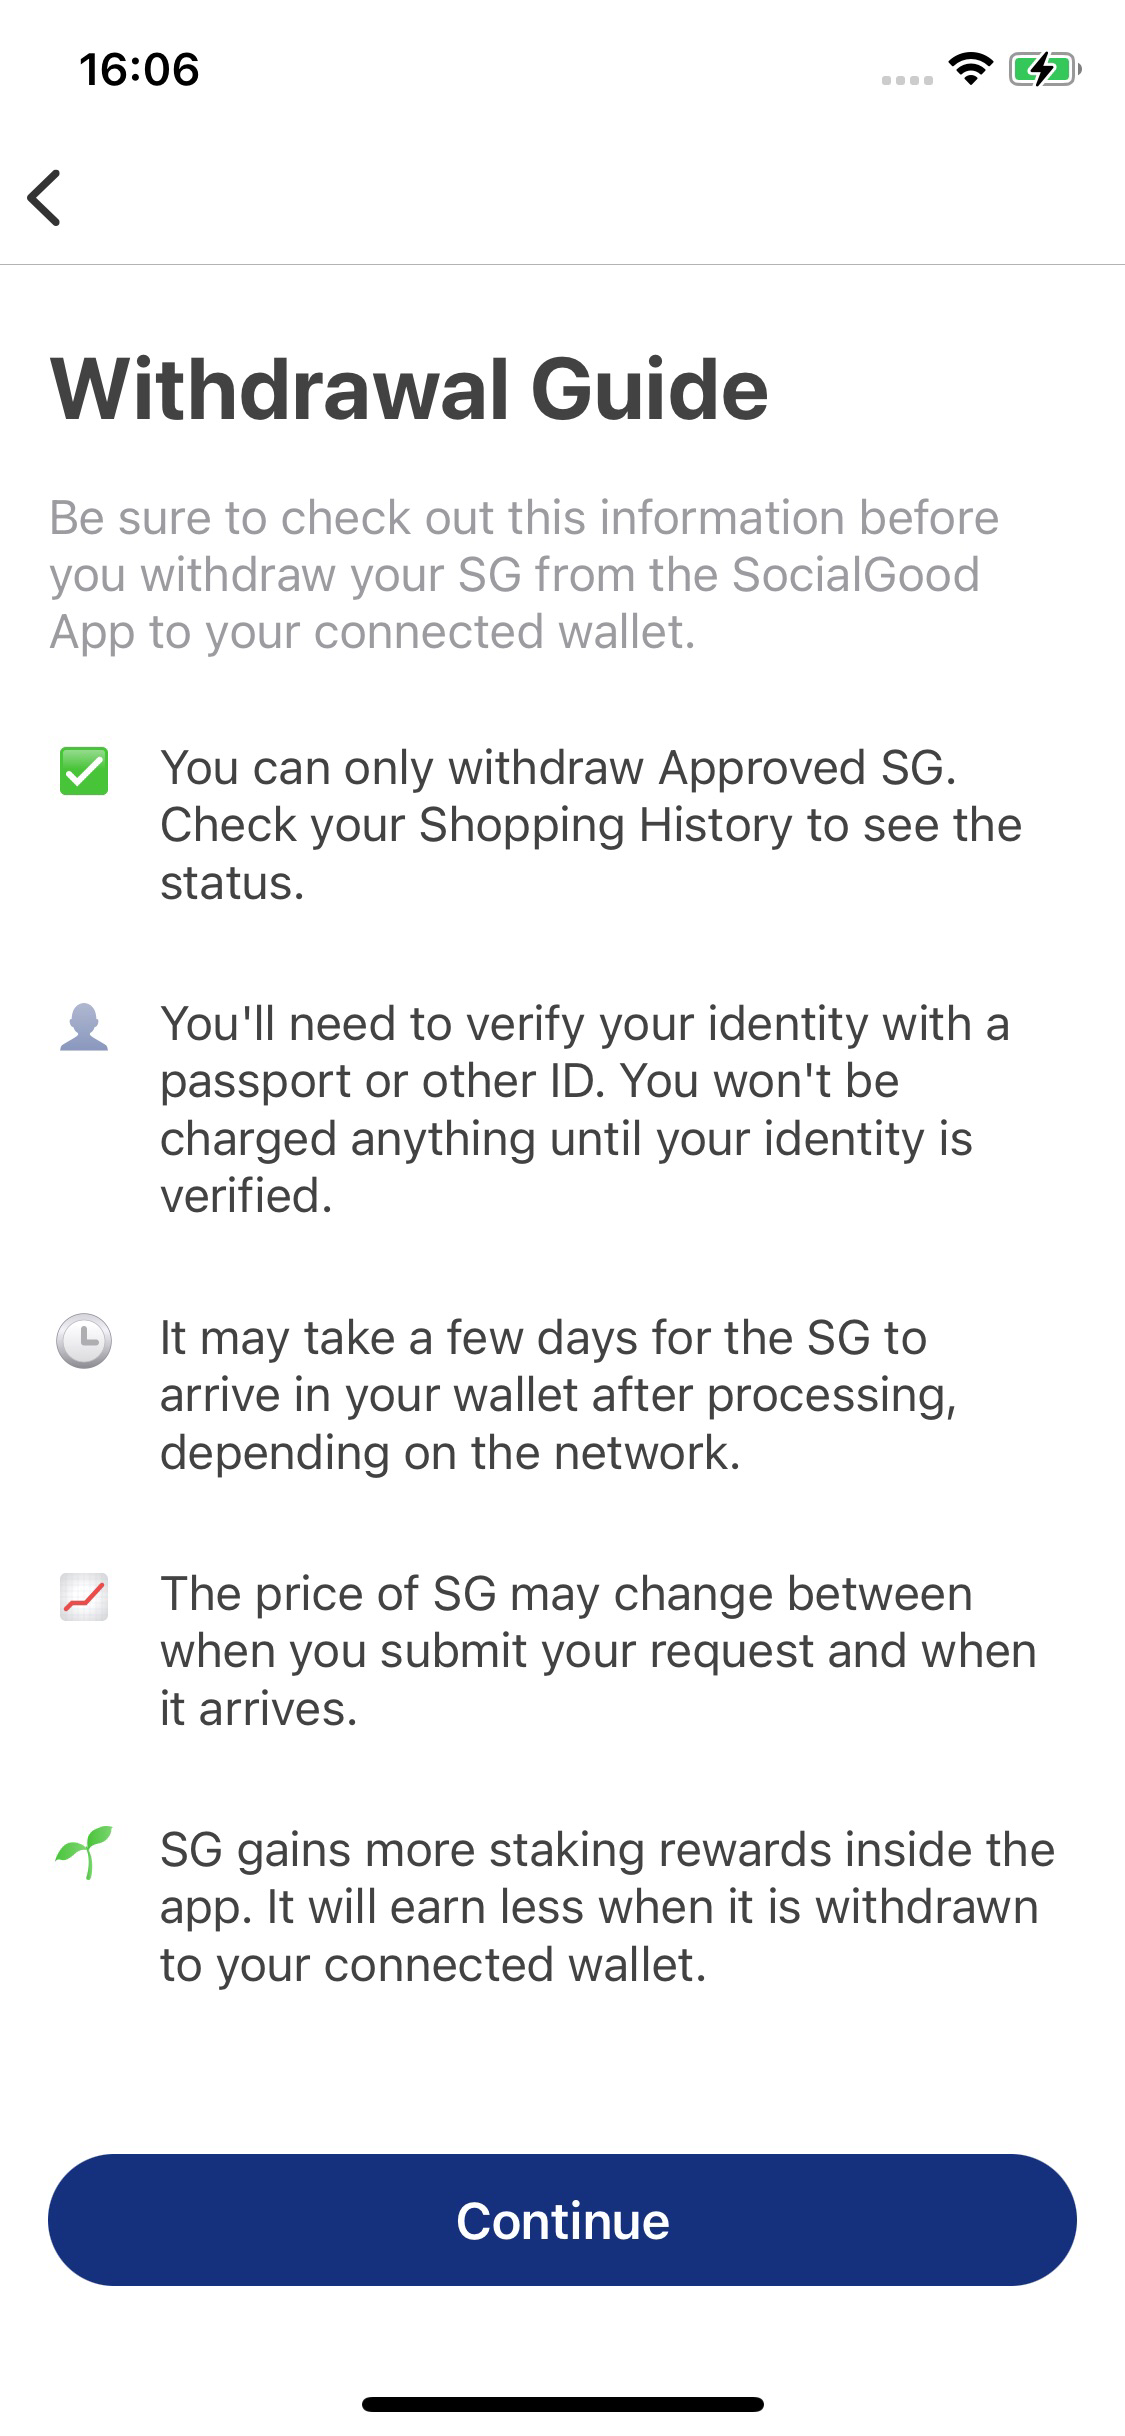 16:06
Withdrawal Guide
Be sure to check out this information before
you withdraw your SG from the SocialGood
App to your connected wallet.
You can only withdraw Approved SG.
Check your Shopping History to see the
status.
You'll need to verify your identity with a
passport or other ID. You won't be
charged anything until your identity is
verified.
It may take a few days for the SG to
arrive in your wallet after processing,
depending on the network.
The price of SG may change between
when you submit your request and when
it arrives.
SG gains more staking rewards inside the
app. It will earn less when it is withdrawn
to your connected wallet.
Continue